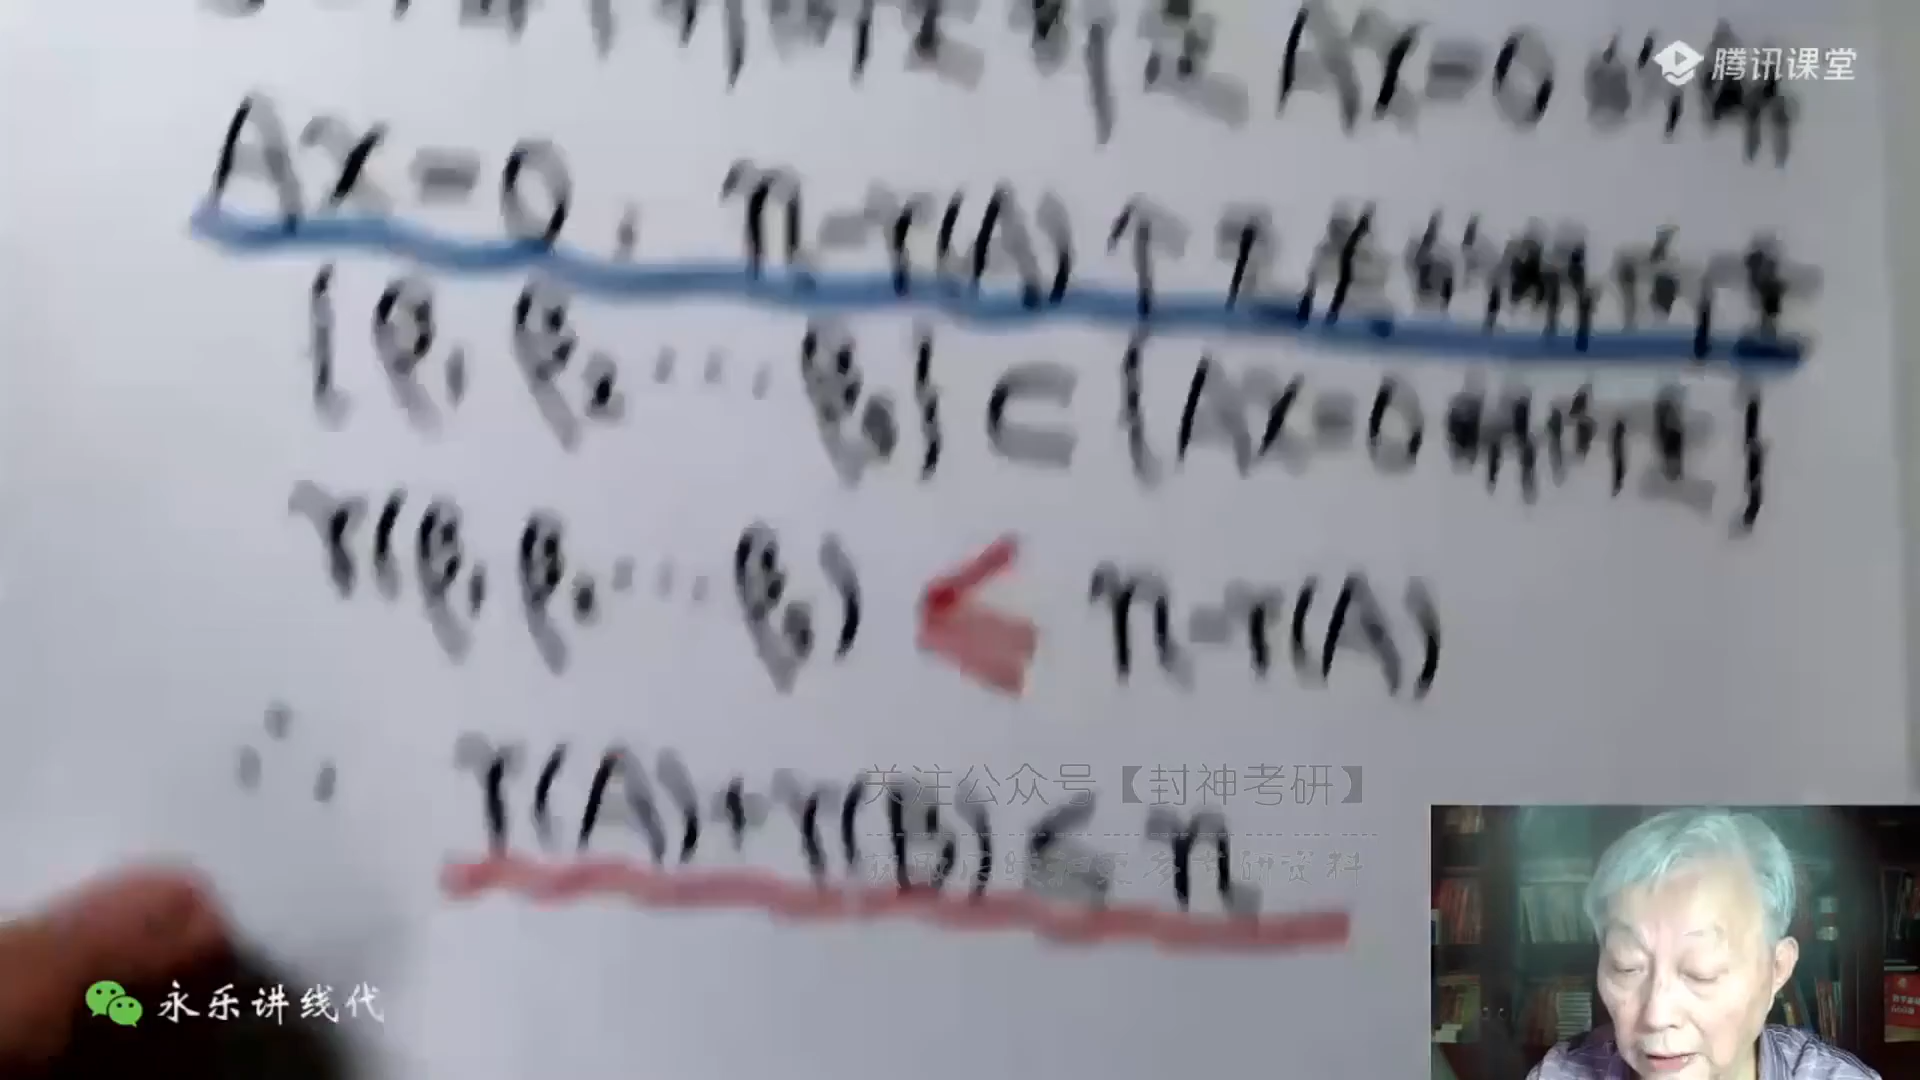 Ax=0 的解
腾讯课堂
Ax=0, n-r(A)个无关的解向量
{β₁ β₂ … βₛ} ⊂ {Ax=0解向量}
r(β₁ β₂ … βₛ) ≤ n-r(A)
∴ r(A)+r(B)≤n
关注公众号【封神考研】
永乐讲线代